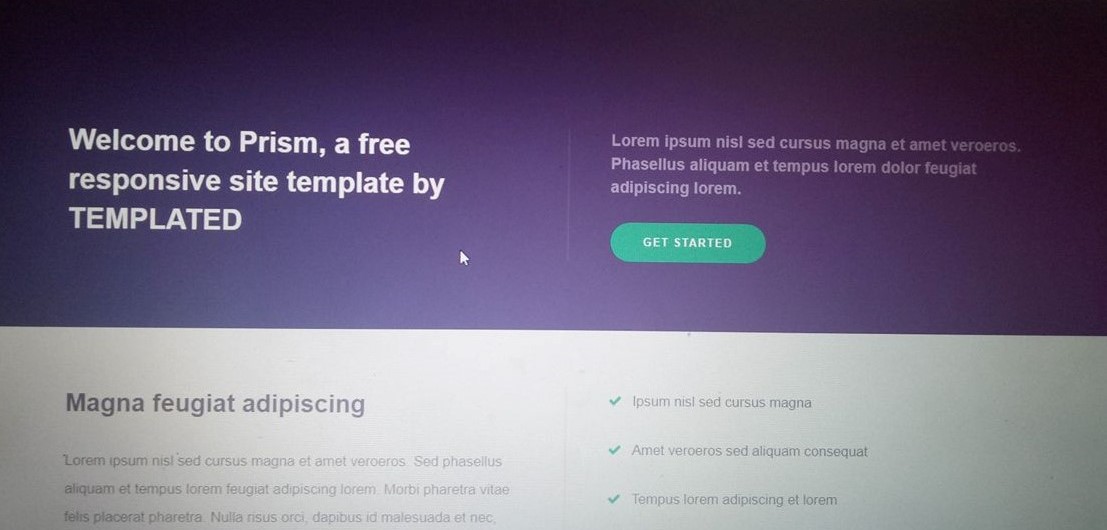 Welcome to Prism, a free
responsive site template by
TEMPLATED
Lorem ipsum nisl sed cursus magna et amet veroeros.
Phasellus aliquam et tempus lorem dolor feugiat
adipiscing lorem.
GET STARTED
Magna feugiat adipiscing
Lorem ipsum nisl sed cursus magna et amet veroeros. Sed phasellus
aliquam et tempus lorem feugiat adipiscing lorem. Morbi pharetra vitae
felis placerat pharetra. Nulla risus orci, dapibus id malesuada et nec,
Ipsum nisl sed cursus magna
Amet veroeros sed aliquam consequat
Tempus lorem adipiscing et lorem